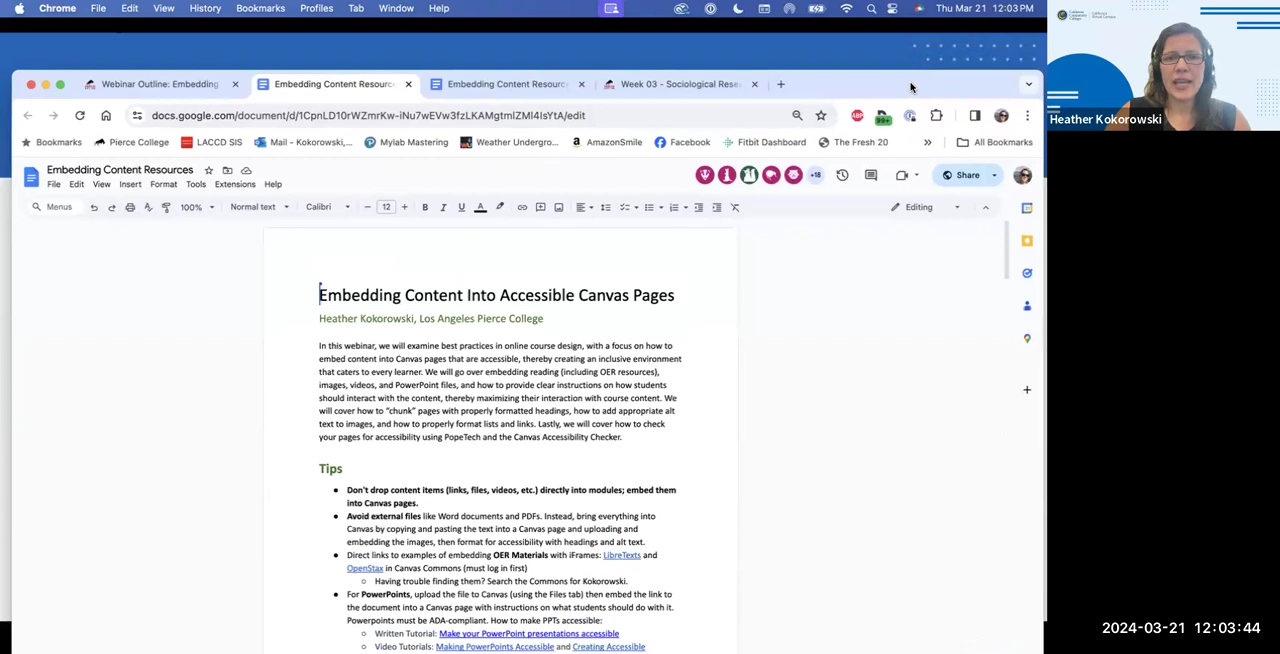 Chrome File Edit View History Bookmarks Profiles Tab Window Help Thu Mar 21 12:03 PM
Webinar Outline: Embedding Embedding Content Resourc Embedding Content Resourc Week 03 - Sociological Rese
docs.google.com/document/d/1CpnLD10rWZmrKw-iNu7wEVw3fzLKAMgtmIZMl4IsYtA/edit
Bookmarks Pierce College LACCD SIS Mail - Kokorowski,... Mylab Mastering Weather Undergro... AmazonSmile Facebook Fitbit Dashboard The Fresh 20 » All Bookmarks
Heather Kokorowski
Embedding Content Resources
+18
Share
File Edit View Insert Format Tools Extensions Help
Menus 100% Normal text Calibri 12 B I U A Editing
Embedding Content Into Accessible Canvas Pages
Heather Kokorowski, Los Angeles Pierce College
In this webinar, we will examine best practices in online course design, with a focus on how to
embed content into Canvas pages that are accessible, thereby creating an inclusive environment
that caters to every learner. We will go over embedding reading (including OER resources),
images, videos, and PowerPoint files, and how to provide clear instructions on how students
should interact with the content, thereby maximizing their interaction with course content. We
will cover how to “chunk” pages with properly formatted headings, how to add appropriate alt
text to images, and how to properly format lists and links. Lastly, we will cover how to check
your pages for accessibility using PopeTech and the Canvas Accessibility Checker.
Tips
● Don't drop content items (links, files, videos, etc.) directly into modules; embed them
into Canvas pages.
● Avoid external files like Word documents and PDFs. Instead, bring everything into
Canvas by copying and pasting the text into a Canvas page and uploading and
embedding the images, then format for accessibility with headings and alt text.
● Direct links to examples of embedding OER Materials with iFrames: LibreTexts and
OpenStax in Canvas Commons (must log in first)
○ Having trouble finding them? Search the Commons for Kokorowski.
● For PowerPoints, upload the file to Canvas (using the Files tab) then embed the link to
the document into a Canvas page with instructions on what students should do with it.
Powerpoints must be ADA-compliant. How to make PPTs accessible:
○ Written Tutorial: Make your PowerPoint presentations accessible
○ Video Tutorials: Making PowerPoints Accessible and Creating Accessible
2024-03-21 12:03:44